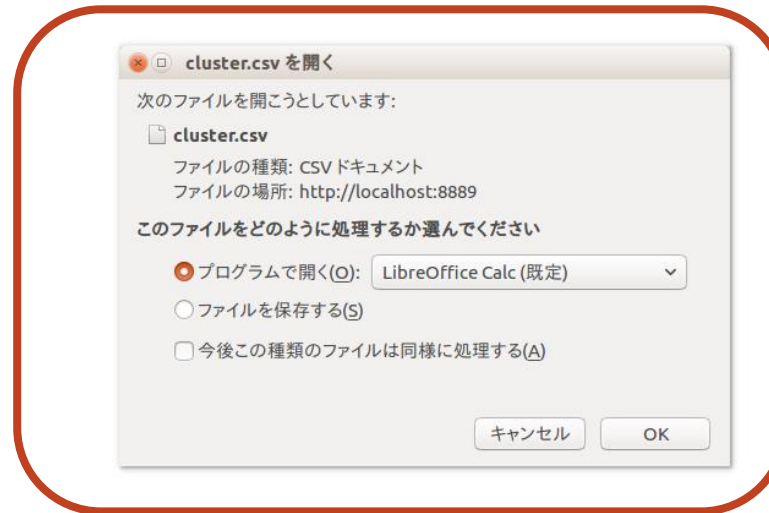 cluster.csv を開く
次のファイルを開こうとしています:
cluster.csv
ファイルの種類: CSV ドキュメント
ファイルの場所: http://localhost:8889
このファイルをどのように処理するか選んでください
プログラムで開く(O): LibreOffice Calc (既定)
ファイルを保存する(S)
今後この種類のファイルは同様に処理する(A)
キャンセル OK